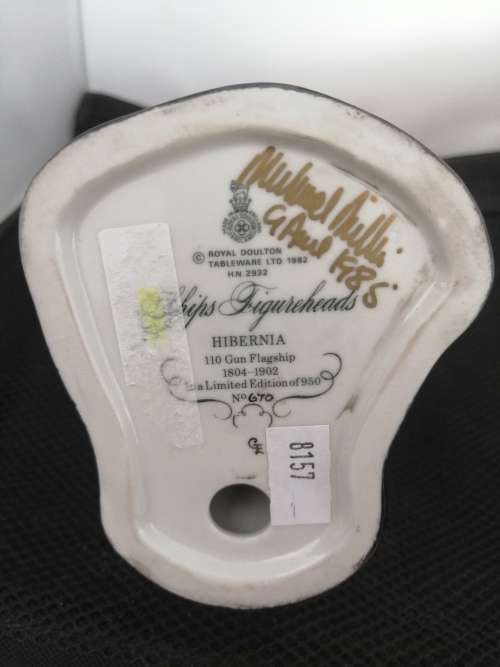 Michael Doulton
9 April 1985
© ROYAL DOULTON
TABLEWARE LTD 1982
H.N 2932
hips Figureheads
HIBERNIA
110 Gun Flagship
1804–1902
a Limited Edition of 950
Nº 670
8157